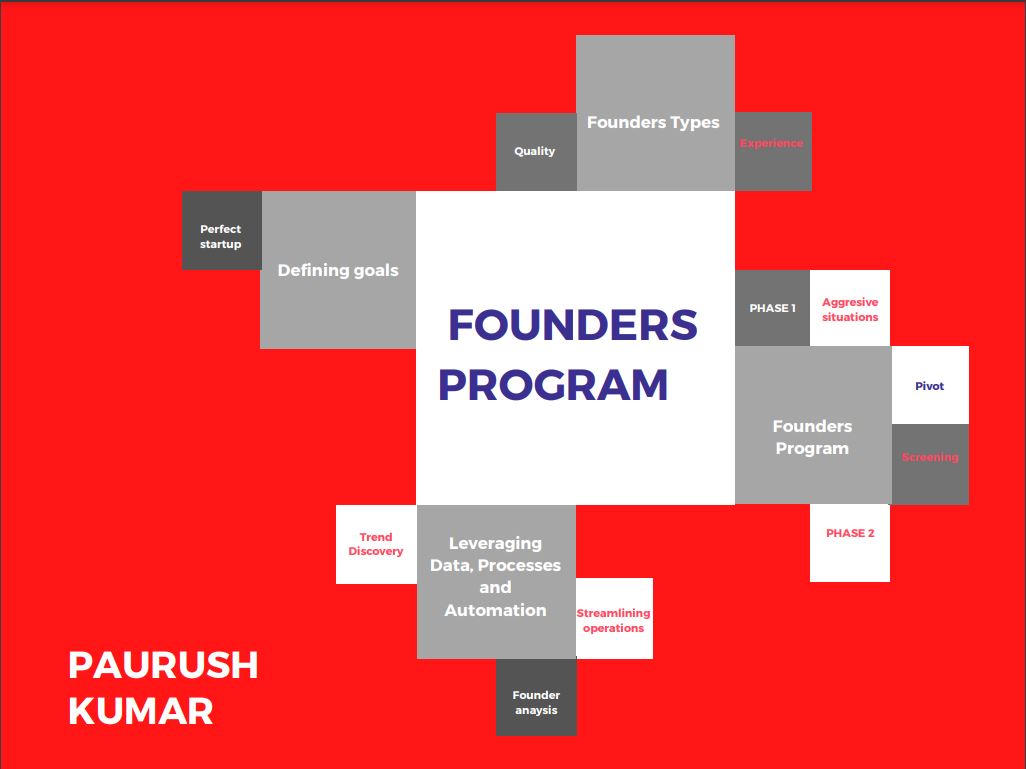 Founders Types
Quality
Experience
Perfect
startup
Defining goals
FOUNDERS
PROGRAM
PHASE 1
Aggresive
situations
Pivot
Founders
Program
Screening
PHASE 2
Trend
Discovery
Leveraging
Data, Processes
and
Automation
Streamlining
operations
Founder
anaysis
PAURUSH
KUMAR